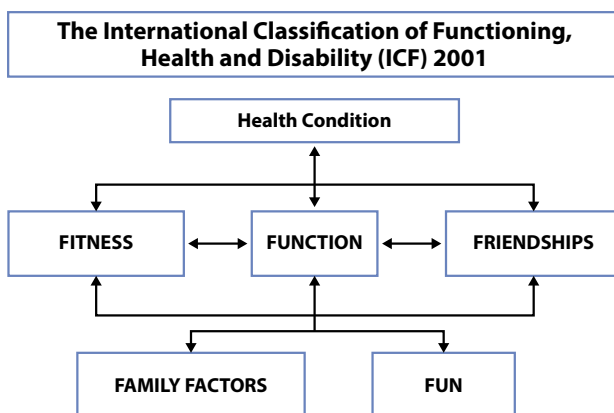 The International Classification of Functioning,
Health and Disability (ICF) 2001
Health Condition
FITNESS
FUNCTION
FRIENDSHIPS
FAMILY FACTORS
FUN